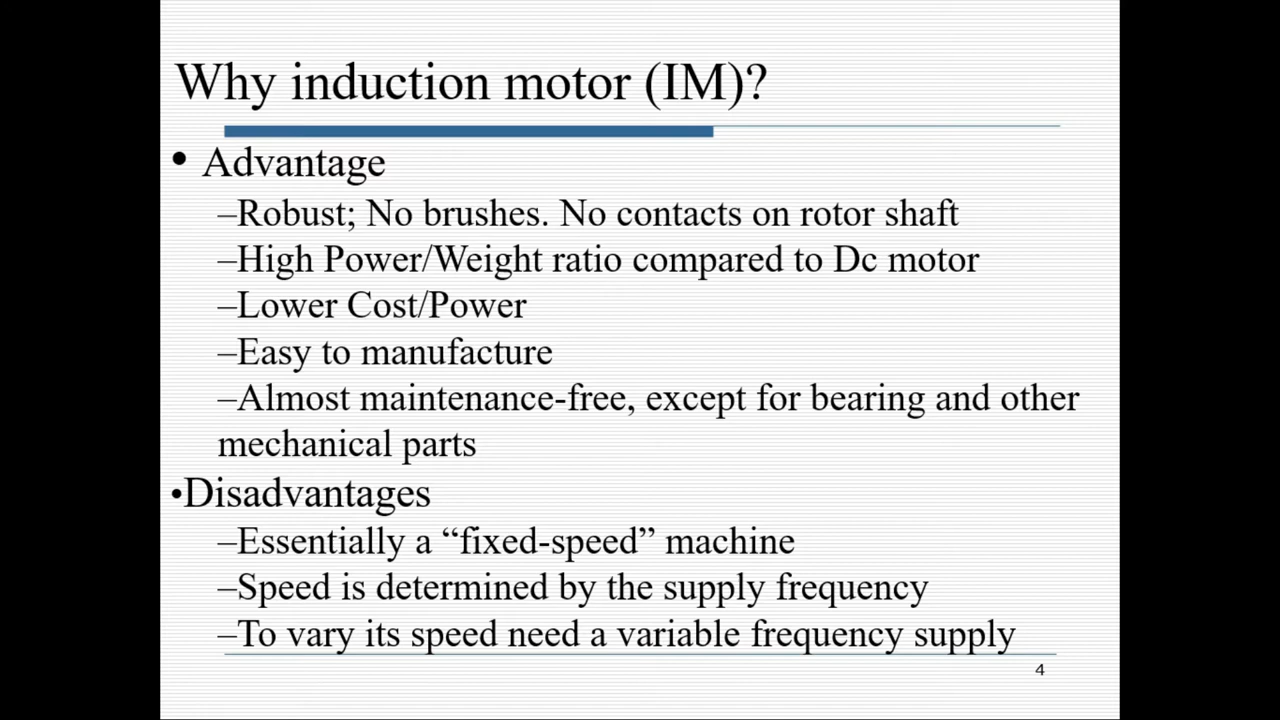 Why induction motor (IM)?
• Advantage
–Robust; No brushes. No contacts on rotor shaft
–High Power/Weight ratio compared to Dc motor
–Lower Cost/Power
–Easy to manufacture
–Almost maintenance-free, except for bearing and other
mechanical parts
•Disadvantages
–Essentially a “fixed-speed” machine
–Speed is determined by the supply frequency
–To vary its speed need a variable frequency supply
4